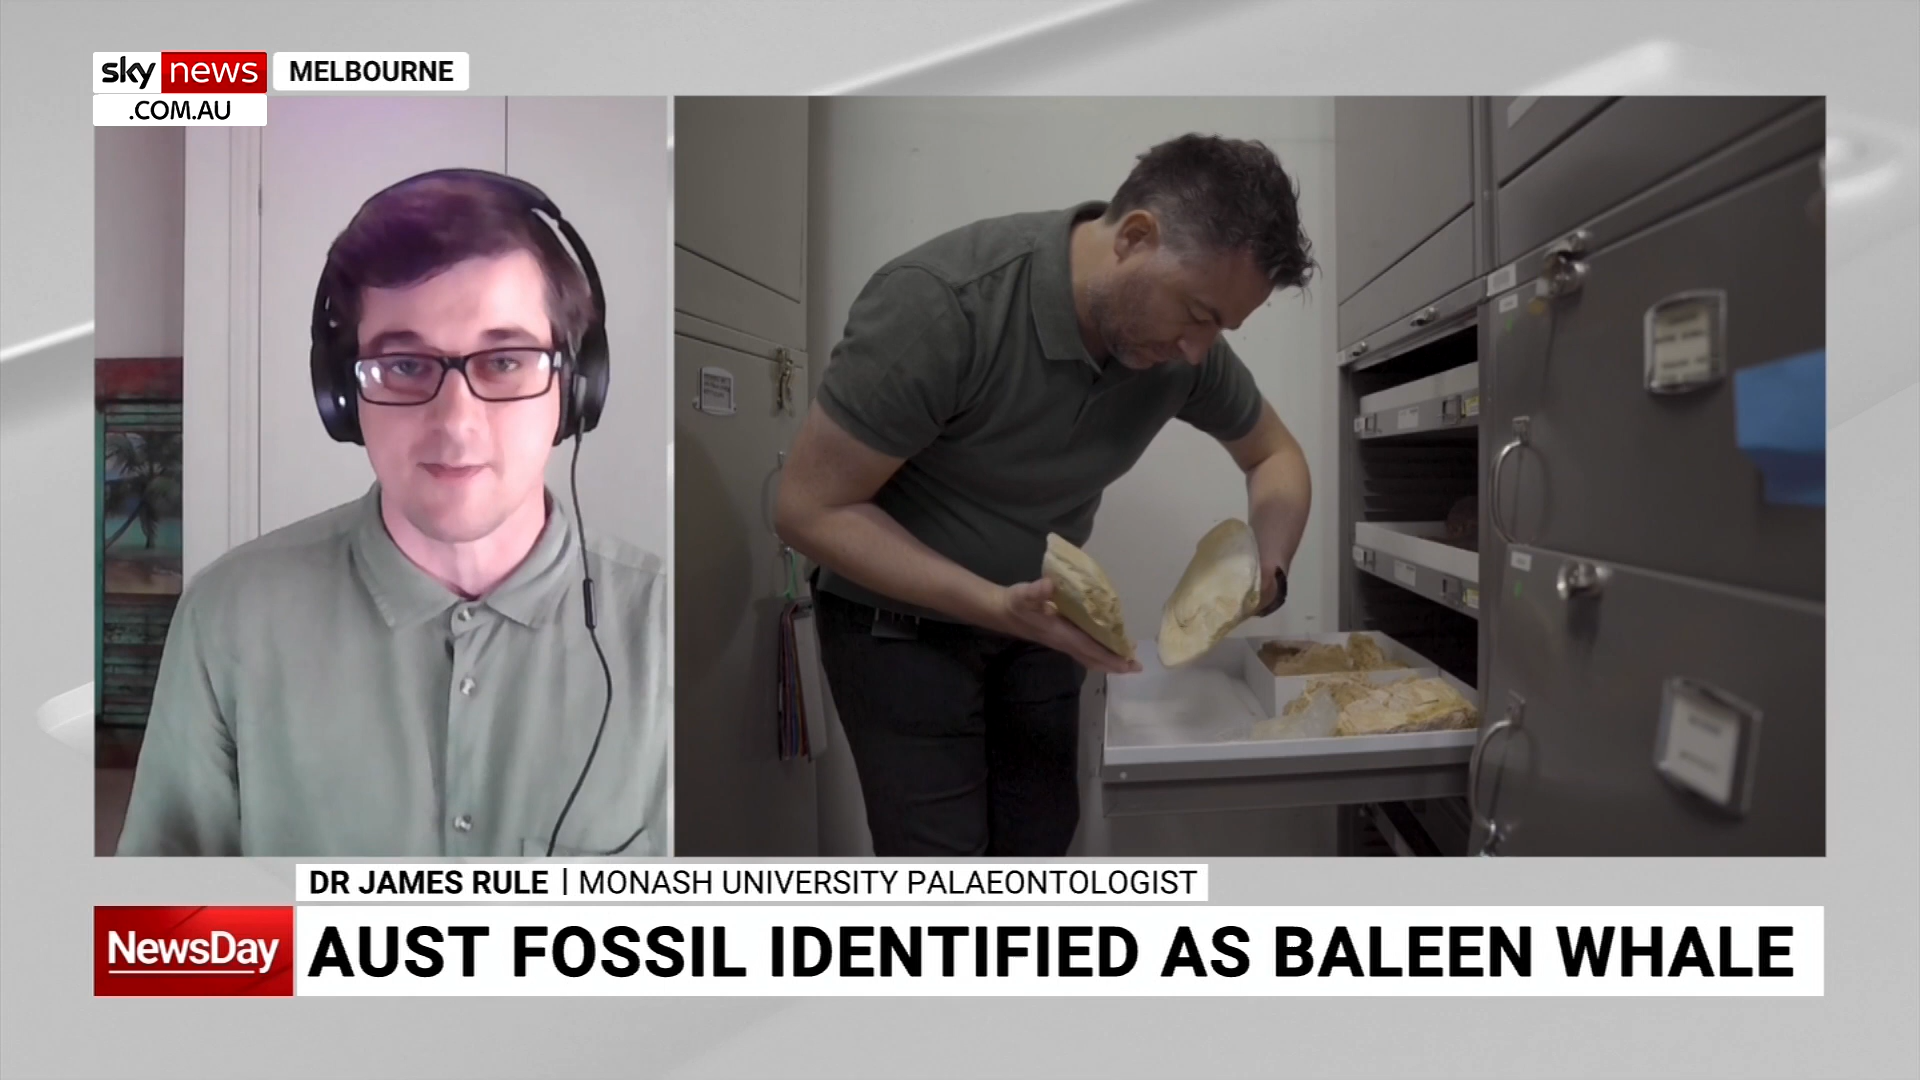 sky news
MELBOURNE
.COM.AU
DR JAMES RULE | MONASH UNIVERSITY PALAEONTOLOGIST
NewsDay
AUST FOSSIL IDENTIFIED AS BALEEN WHALE